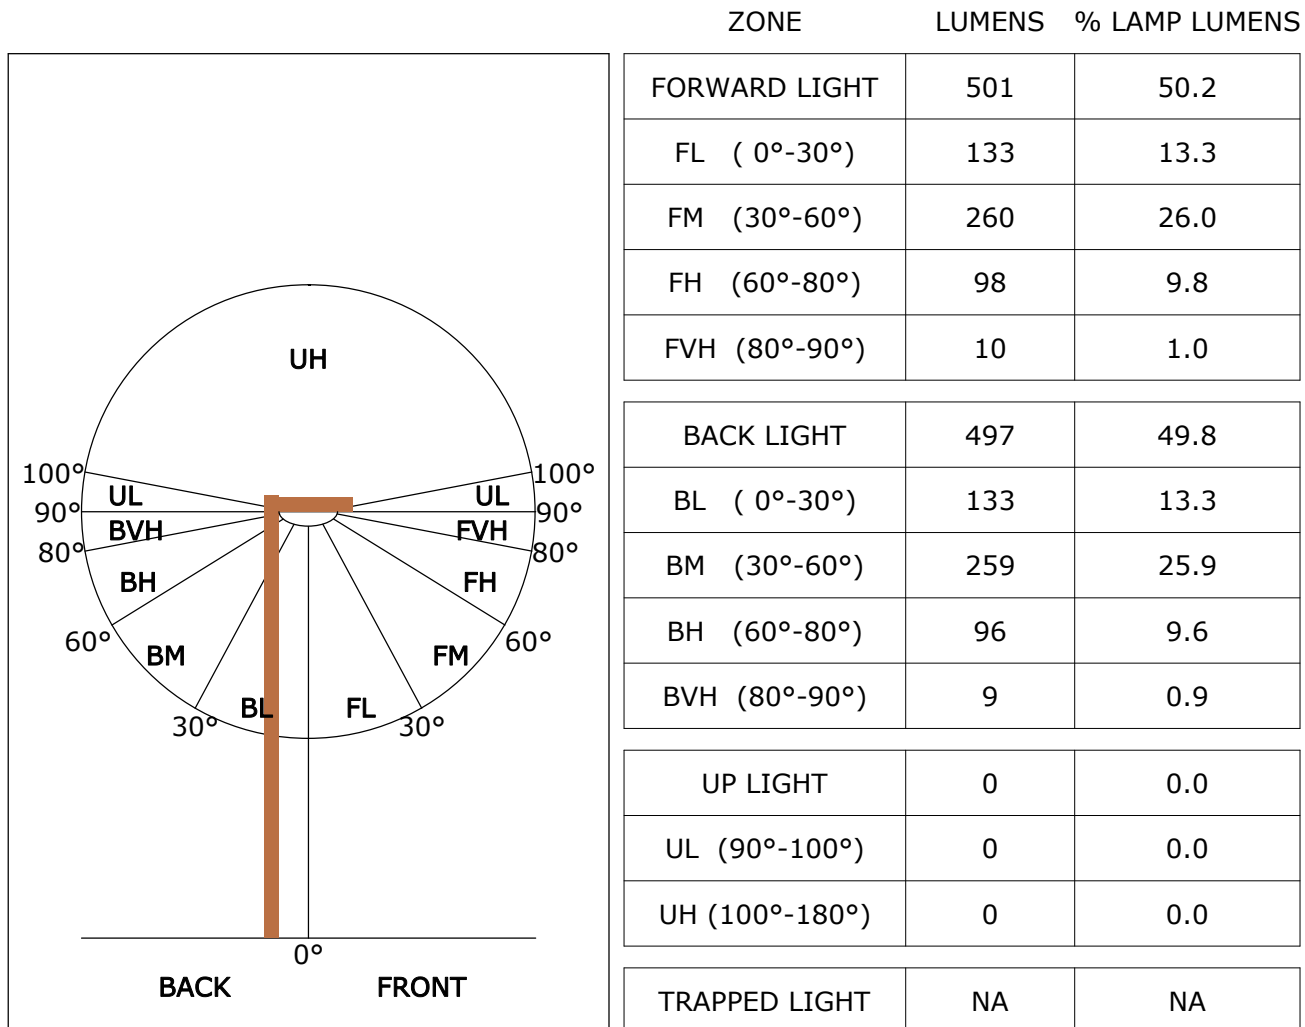 ZONE LUMENS % LAMP LUMENS
FORWARD LIGHT 501 50.2
FL ( 0°-30°) 133 13.3
FM (30°-60°) 260 26.0
FH (60°-80°) 98 9.8
FVH (80°-90°) 10 1.0
BACK LIGHT 497 49.8
BL ( 0°-30°) 133 13.3
BM (30°-60°) 259 25.9
BH (60°-80°) 96 9.6
BVH (80°-90°) 9 0.9
UP LIGHT 0 0.0
UL (90°-100°) 0 0.0
UH (100°-180°) 0 0.0
TRAPPED LIGHT NA NA
UH
100° 100°
UL UL
90° 90°
BVH FVH
80° 80°
BH FH
60° 60°
BM FM
BL FL
30° 30°
0°
BACK FRONT